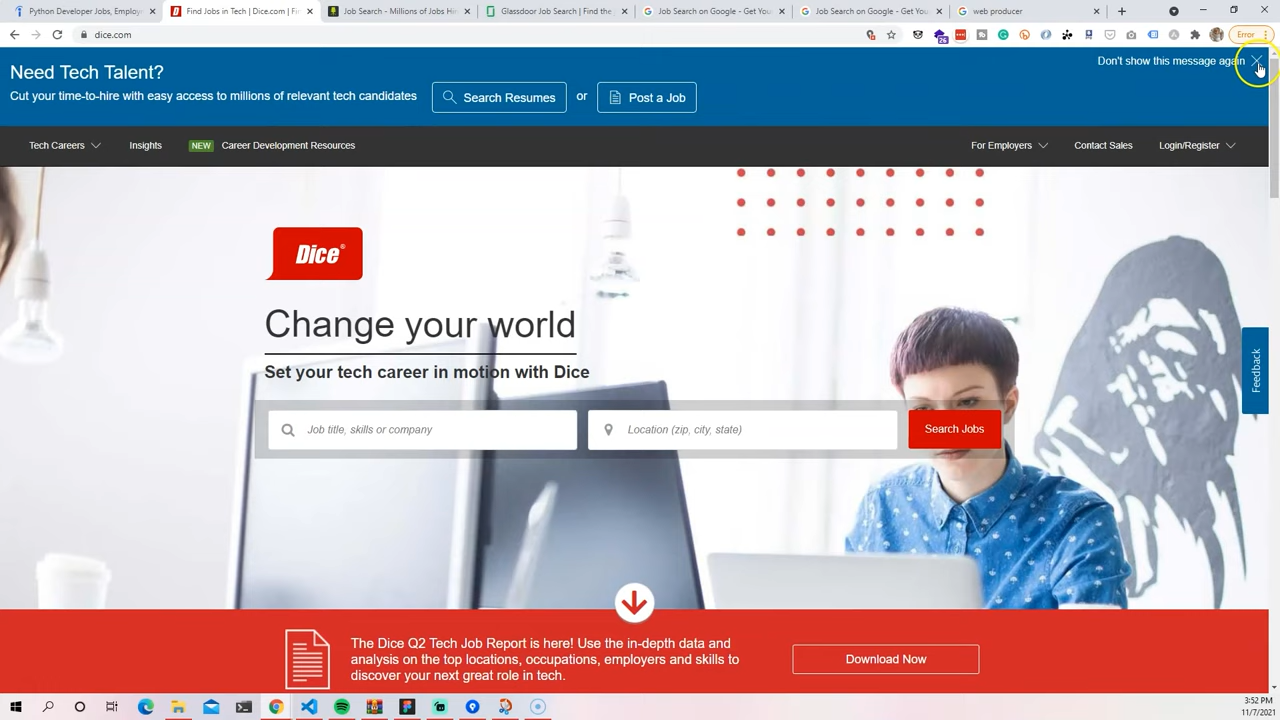 Python Developer Jobs, Employme
Find Jobs in Tech | Dice.com | Fin
Job Search - Millions of Jobs Hiri
Glassdoor Job Search | Find the j
Job Search on Google - Get You
Job Search on Google - Get You
web producer
dice.com
26
Error
Need Tech Talent?
Cut your time-to-hire with easy access to millions of relevant tech candidates
Search Resumes
or
Post a Job
Don't show this message again
Tech Careers
Insights
NEW
Career Development Resources
For Employers
Contact Sales
Login/Register
Dice®
Change your world
Set your tech career in motion with Dice
Job title, skills or company
Location (zip, city, state)
Search Jobs
Feedback
The Dice Q2 Tech Job Report is here! Use the in-depth data and
analysis on the top locations, occupations, employers and skills to
discover your next great role in tech.
Download Now
3:52 PM
11/7/2021